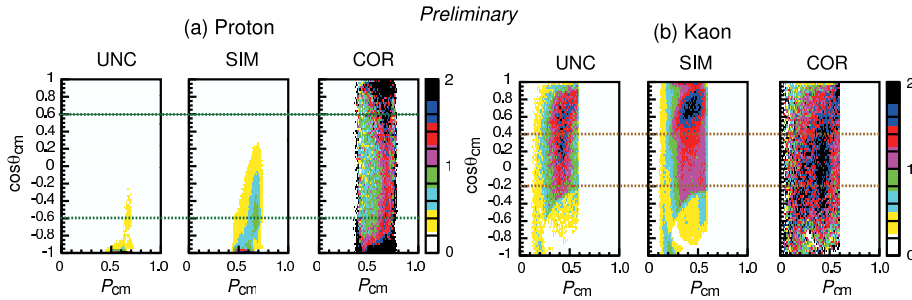 Preliminary
(a) Proton
(b) Kaon
UNC SIM COR
UNC SIM COR
cosθcm
1
0.8
0.6
0.4
0.2
0
-0.2
-0.4
-0.6
-0.8
-1
0 0.5 1.0
0 0.5 1.0
0 0.5 1.0
Pcm Pcm Pcm
2
1
0
cosθcm
1
0.8
0.6
0.4
0.2
0
-0.2
-0.4
-0.6
-0.8
-1
0 0.5 1.0
0 0.5 1.0
0 0.5 1.0
Pcm Pcm Pcm
2
1
0